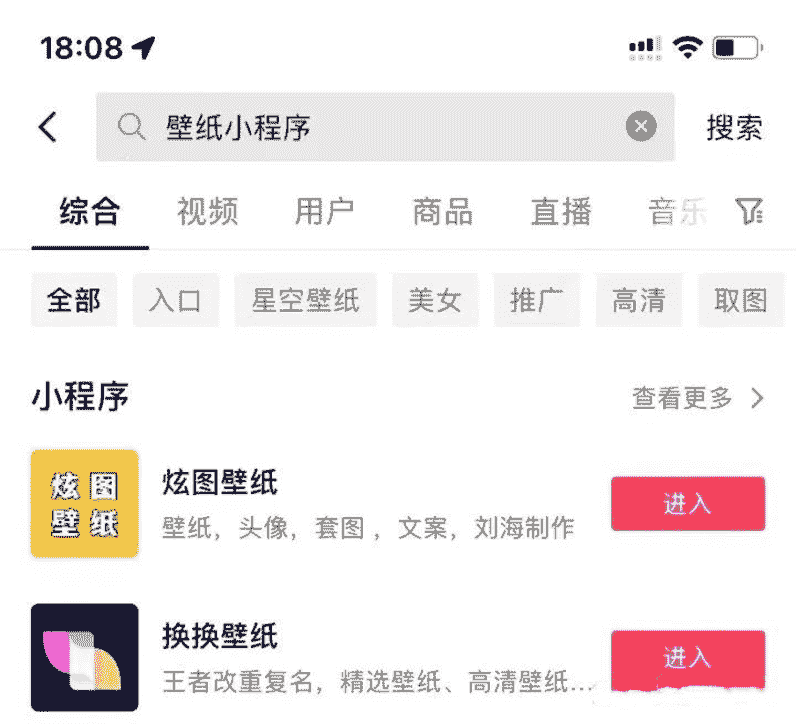 18:08
壁纸小程序 搜索
综合 视频 用户 商品 直播 音乐
全部 入口 星空壁纸 美女 推广 高清 取图
小程序 查看更多
炫图壁纸
炫图壁纸
壁纸，头像，套图，文案，刘海制作
进入
换换壁纸
王者改重复名，精选壁纸、高清壁纸...
进入